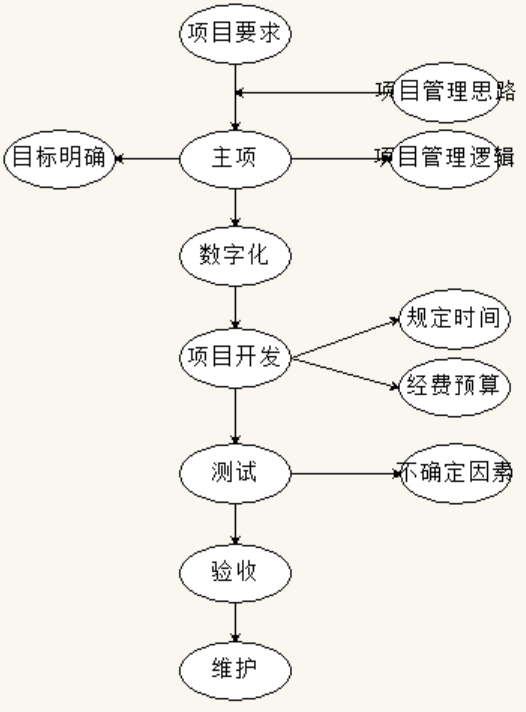 项目要求
项目管理思路
目标明确
主项
项目管理逻辑
数字化
规定时间
项目开发
经费预算
测试
不确定因素
验收
维护